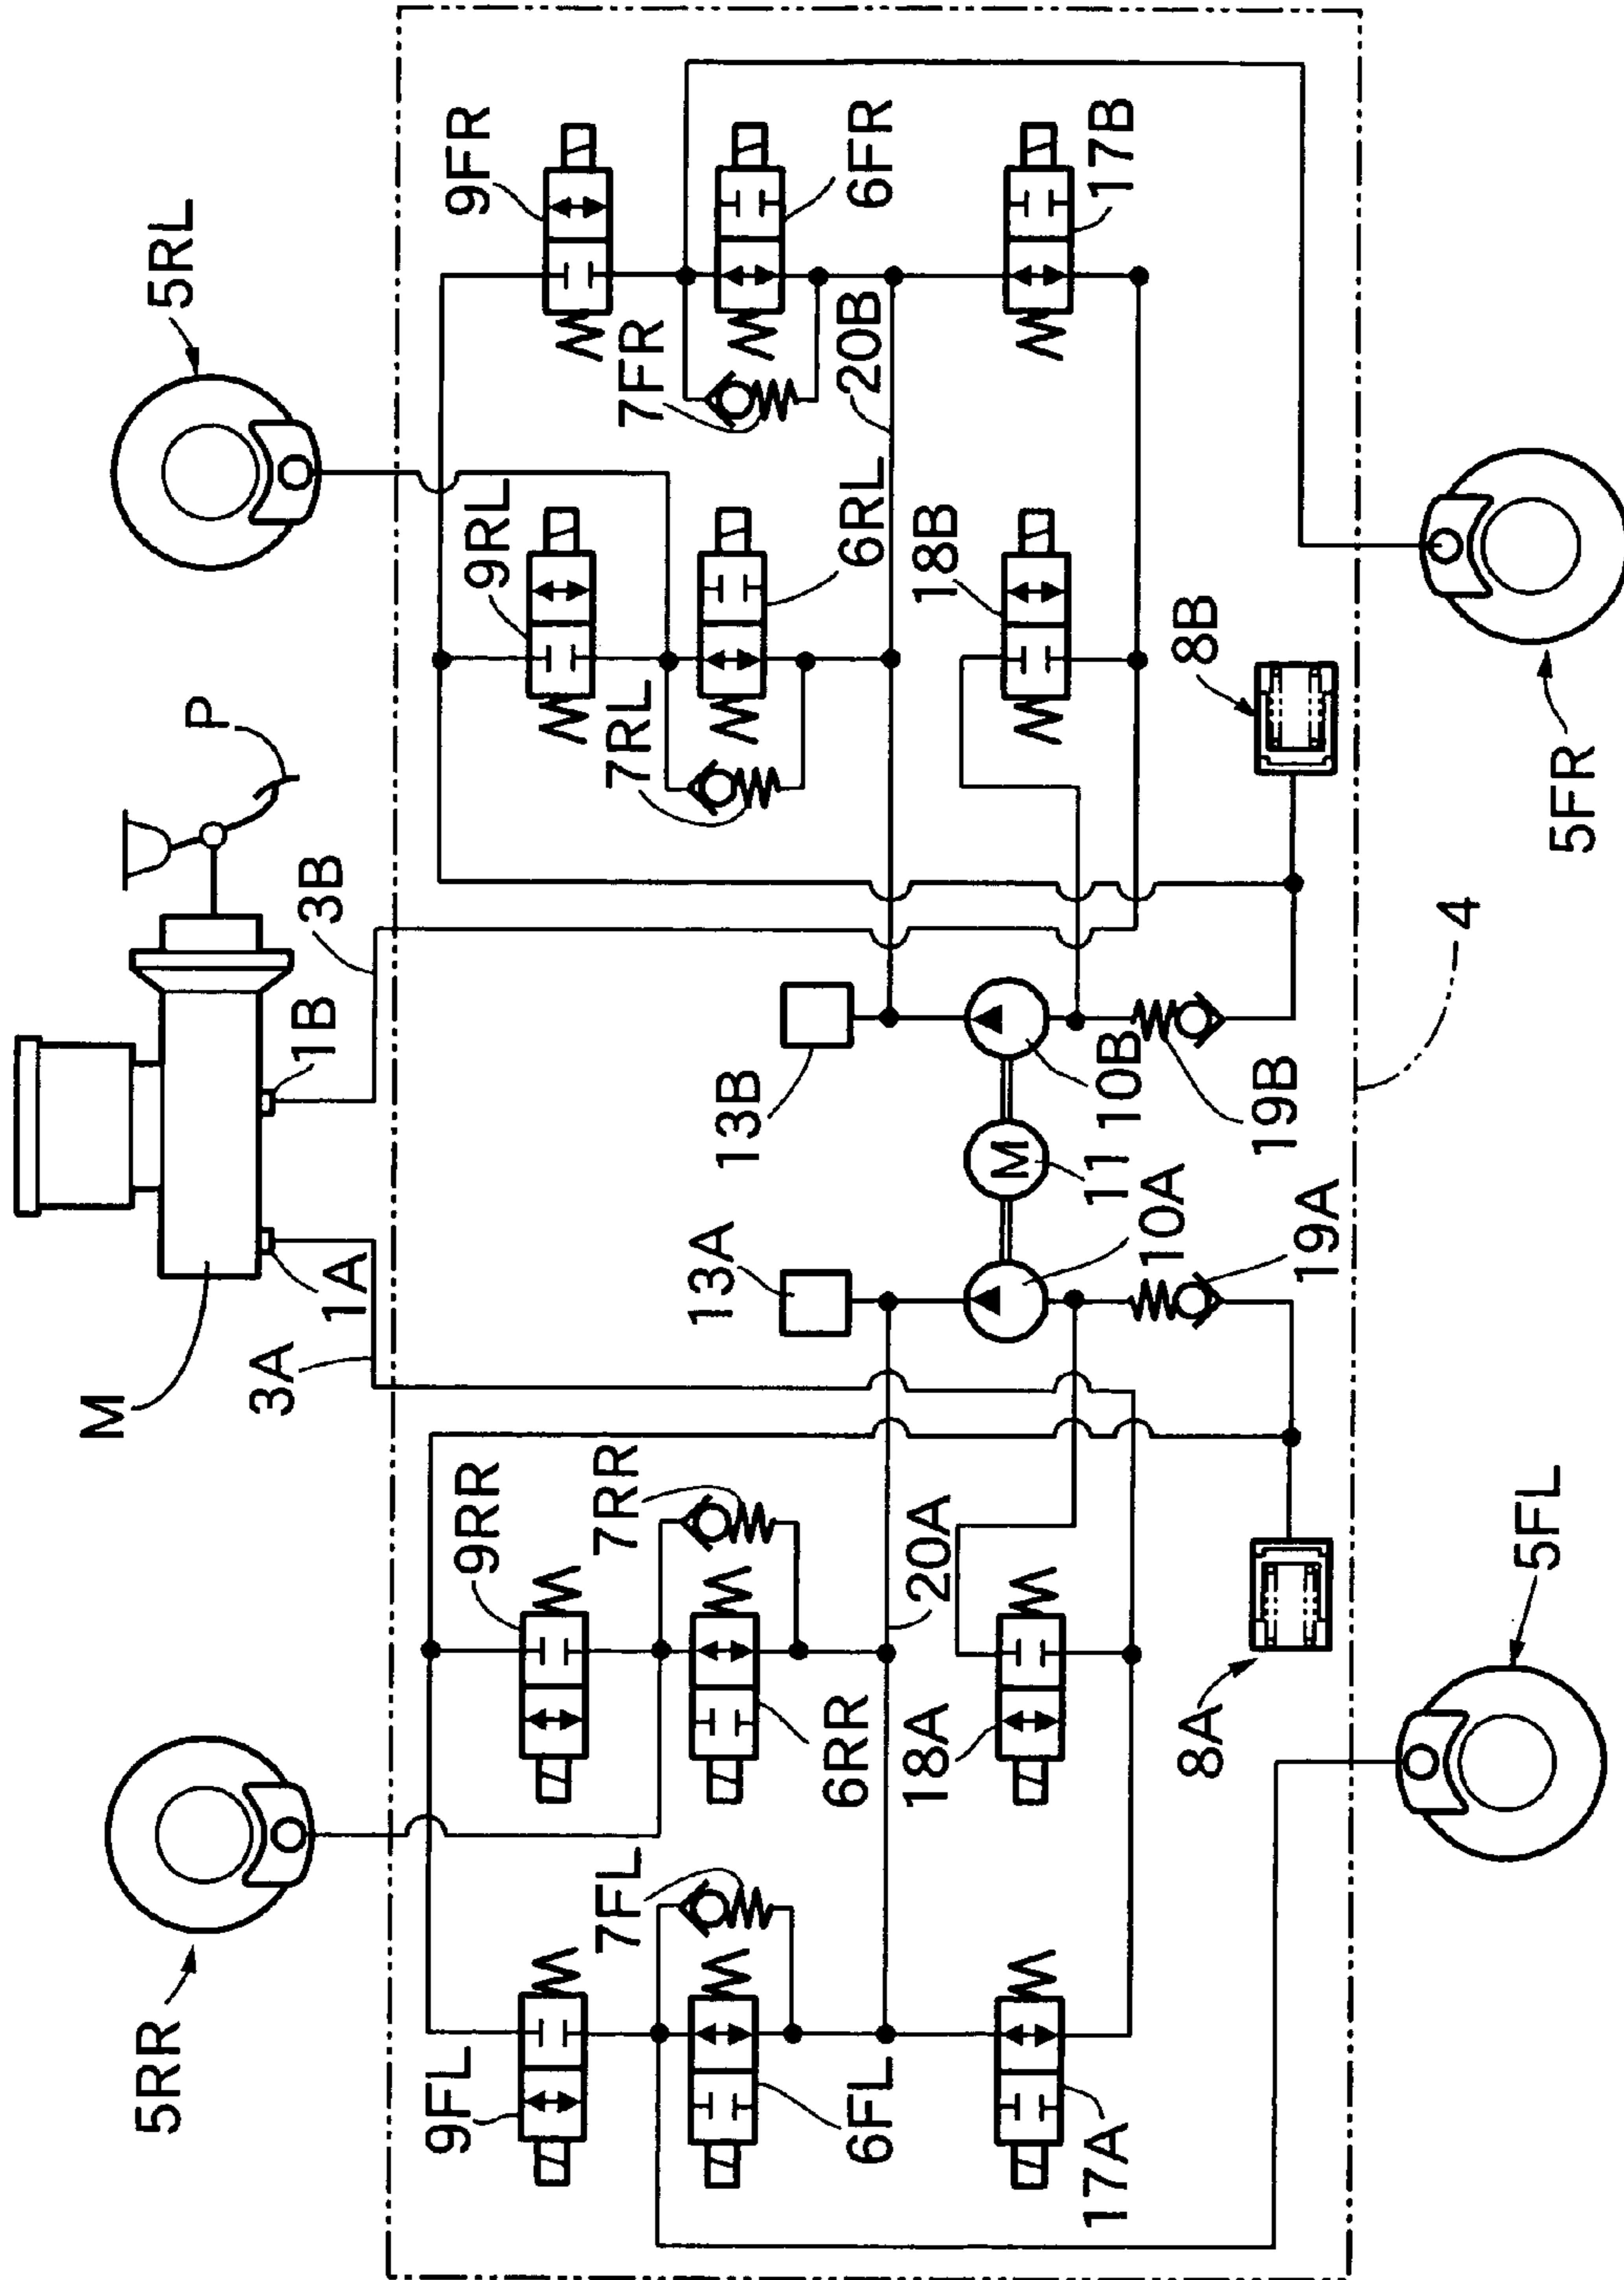 5RL
9FR
6FR
17B
7FR
20B
9RL
6RL
18B
8B
7RL
5FR
P
3B
1B
4
13B
10B
19B
M
11
10A
19A
13A
1A
3A
M
9RR
7RR
20A
5FL
6RR
18A
8A
7FL
5RR
9FL
6FL
17A